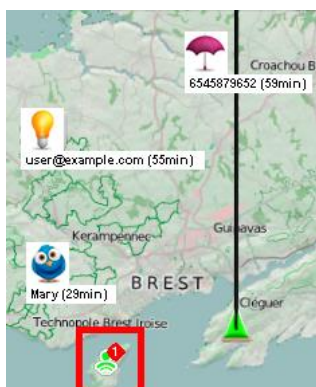 Croachou B
6545879652 (59min)
user@example.com (55min)
Kerampennec
Guipavas
Mary (29min)
BREST
Cléguer
Technopole Brest Iroise
1